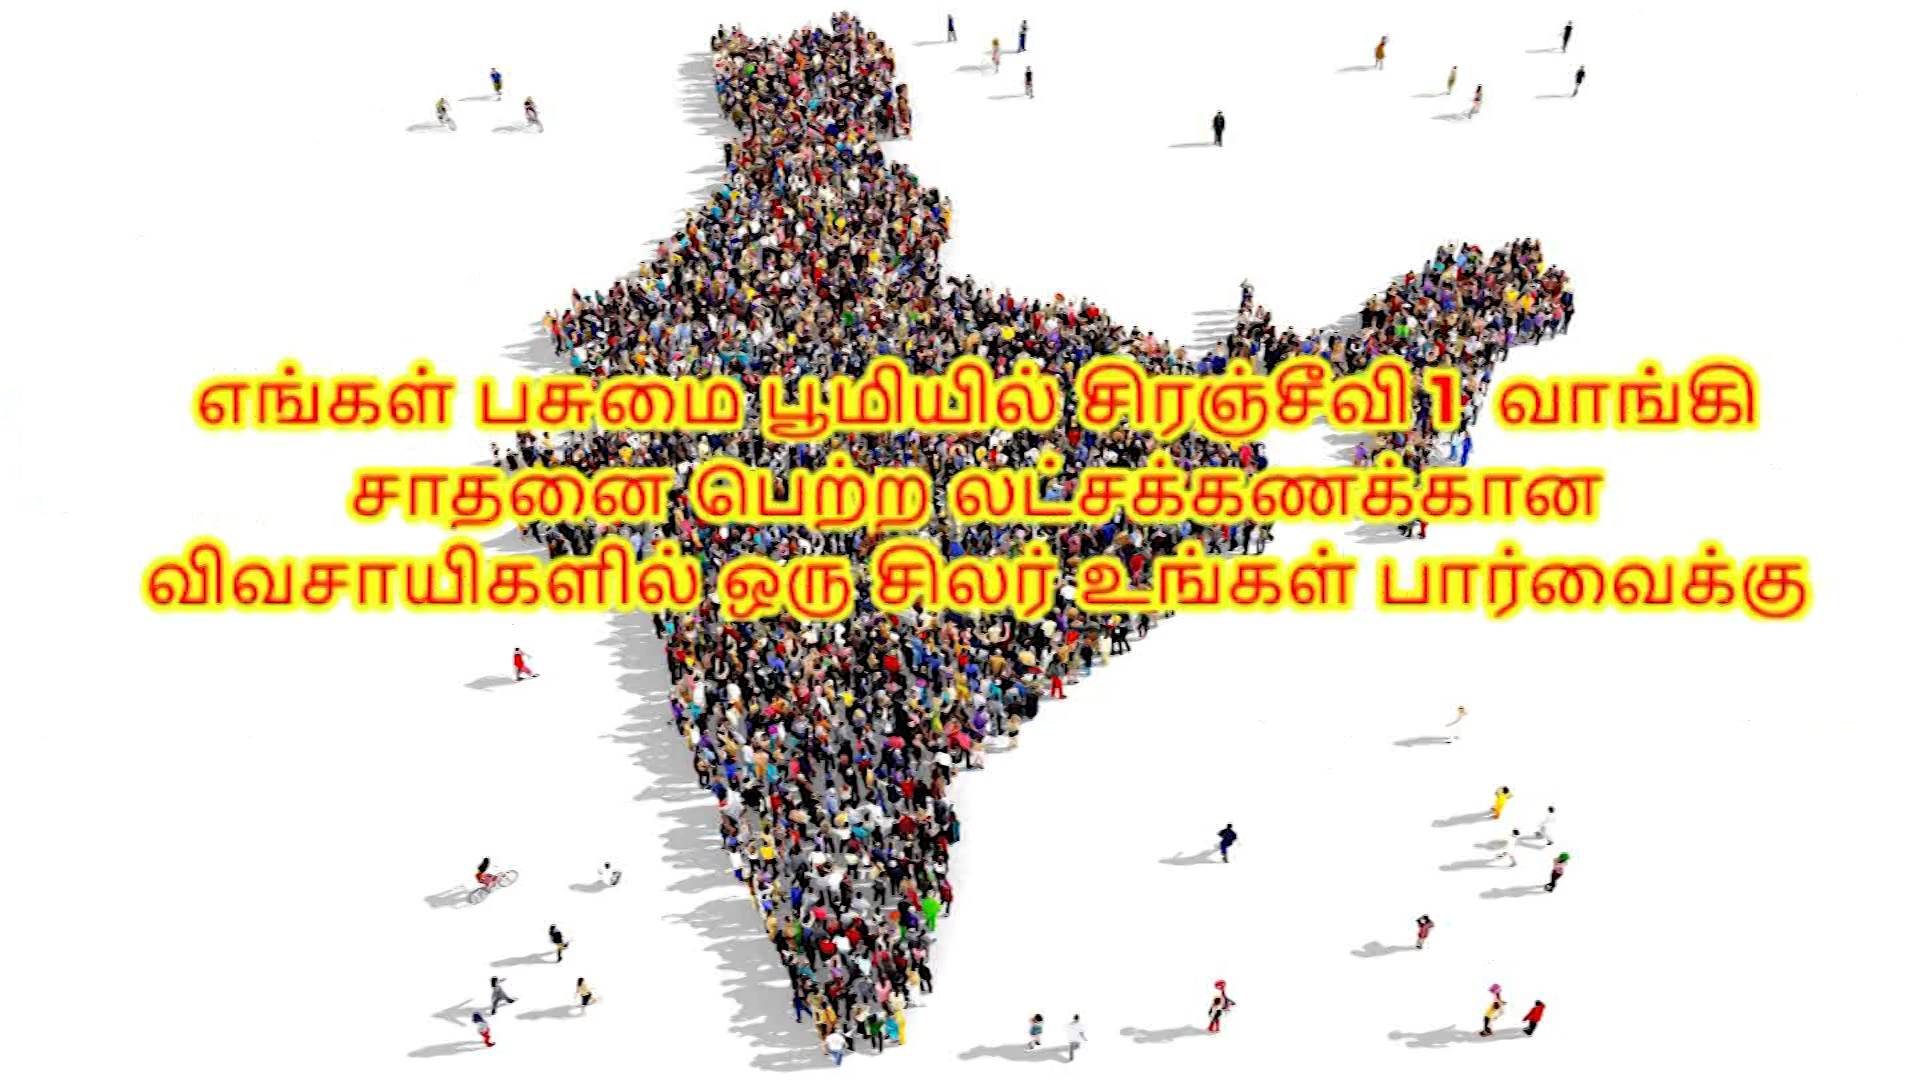 எங்கள் பசுமை பூமியில் சிரஞ்சீவி 1 வாங்கி
சாதனை பெற்ற லட்சக்கணக்கான
விவசாயிகளில் ஒரு சிலர் உங்கள் பார்வைக்கு